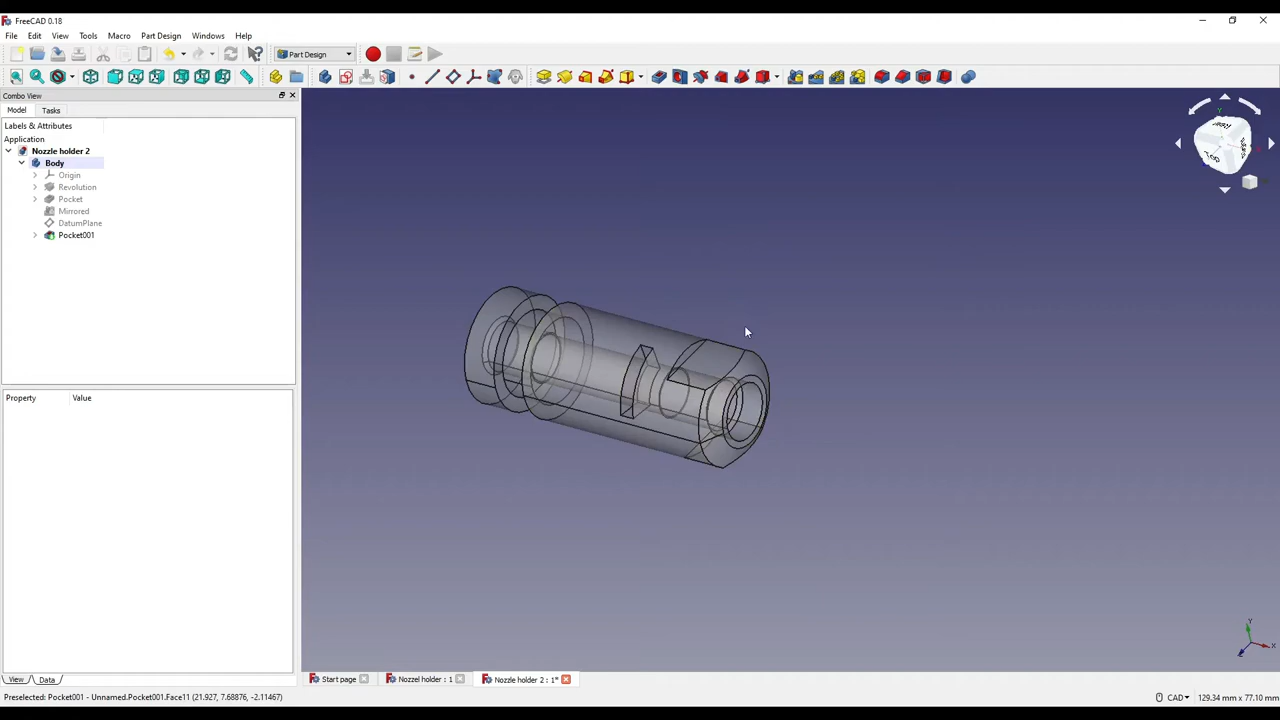 FreeCAD 0.18
File Edit View Tools Macro Part Design Windows Help
Part Design
Combo View
Model Tasks
Labels & Attributes
Application
Nozzle holder 2
Body
Origin
Revolution
Pocket
Mirrored
DatumPlane
Pocket001
Property Value
View Data
Start page
Nozzel holder : 1
Nozzle holder 2 : 1*
Preselected: Pocket001 - Unnamed.Pocket001.Face11 (21.927, 7.68876, -2.11467)
CAD
129.34 mm x 77.10 mm
Rear
Top
Y
X